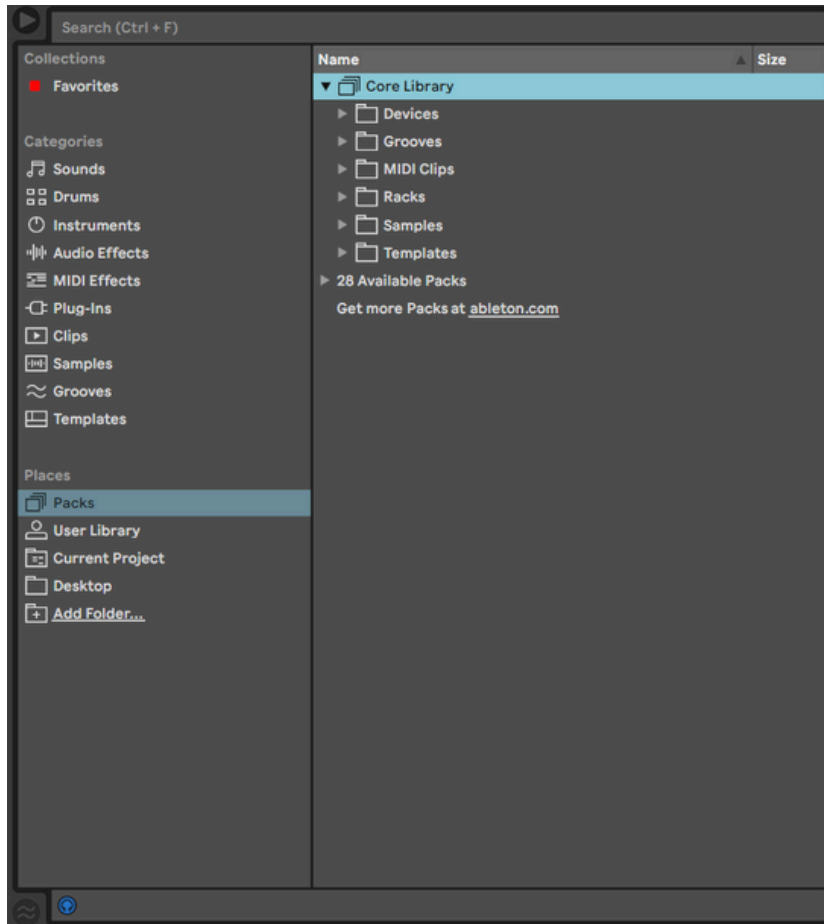 Search (Ctrl + F)
Collections
Favorites
Categories
Sounds
Drums
Instruments
Audio Effects
MIDI Effects
Plug-Ins
Clips
Samples
Grooves
Templates
Places
Packs
User Library
Current Project
Desktop
Add Folder...
Name
Size
Core Library
Devices
Grooves
MIDI Clips
Racks
Samples
Templates
28 Available Packs
Get more Packs at ableton.com